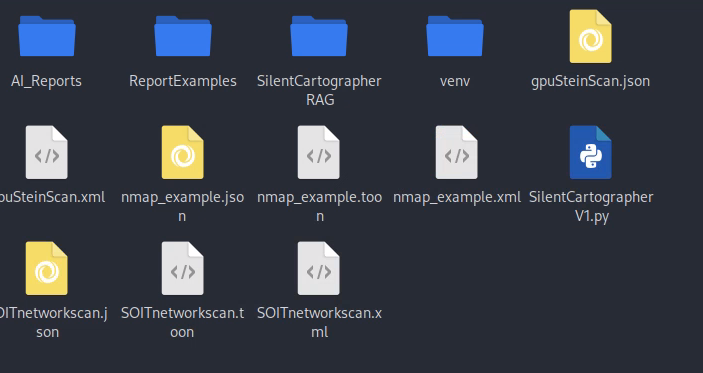 AI_Reports
ReportExamples
SilentCartographer
RAG
venv
gpuSteinScan.json
puSteinScan.xml
nmap_example.jso
n
nmap_example.too
n
nmap_example.xml
SilentCartographer
V1.py
OITnetworkscan.j
son
SOITnetworkscan.t
oon
SOITnetworkscan.x
ml